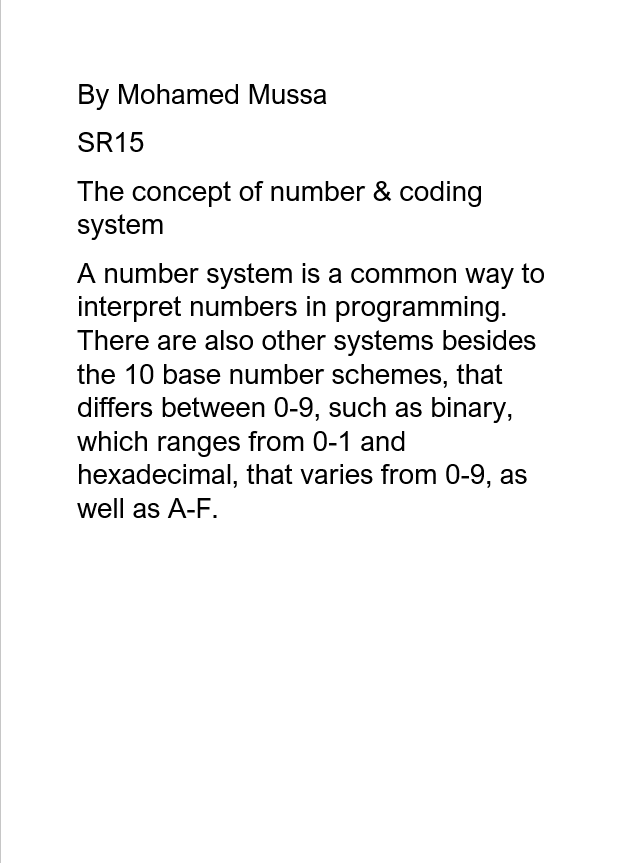 By Mohamed Mussa
SR15
The concept of number & coding
system
A number system is a common way to
interpret numbers in programming.
There are also other systems besides
the 10 base number schemes, that
differs between 0-9, such as binary,
which ranges from 0-1 and
hexadecimal, that varies from 0-9, as
well as A-F.